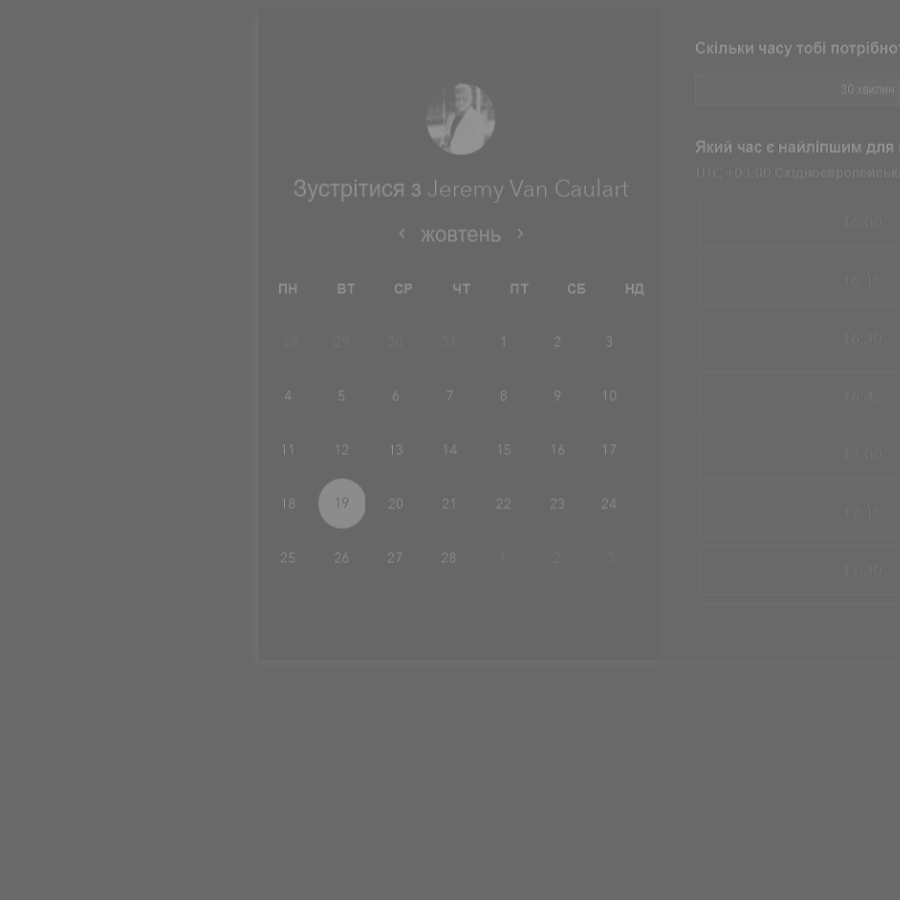 Зустрітися з Jeremy Van Caulart
жовтень
ПН ВТ СР ЧТ ПТ СБ НД
28 29 30 31 1 2 3
4 5 6 7 8 9 10
11 12 13 14 15 16 17
18 19 20 21 22 23 24
25 26 27 28 1 2 3
Скільки часу тобі потрібно
30 хвилин
Який час є найліпшим для
UTC +03:00
16:00
16:15
16:30
16:45
17:00
17:15
17:30